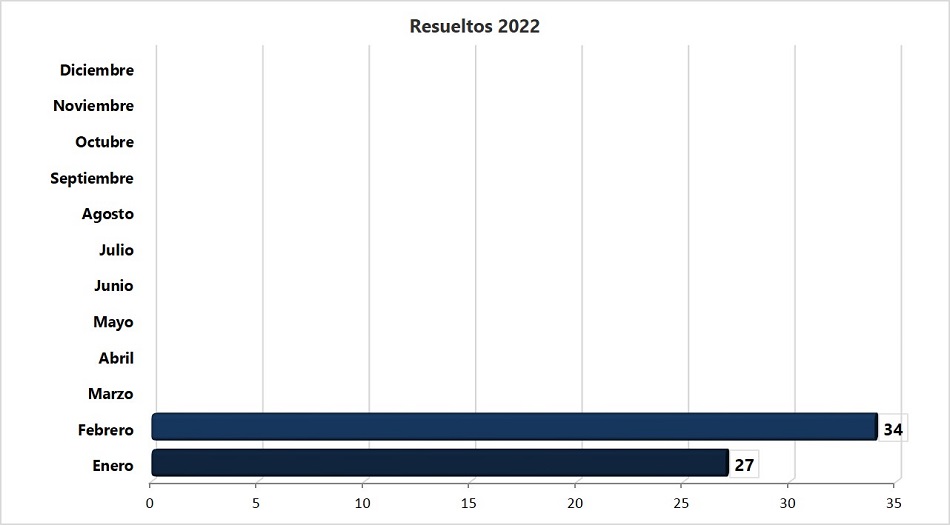 Resueltos 2022
Diciembre
Noviembre
Octubre
Septiembre
Agosto
Julio
Junio
Mayo
Abril
Marzo
Febrero 34
Enero 27
0 5 10 15 20 25 30 35